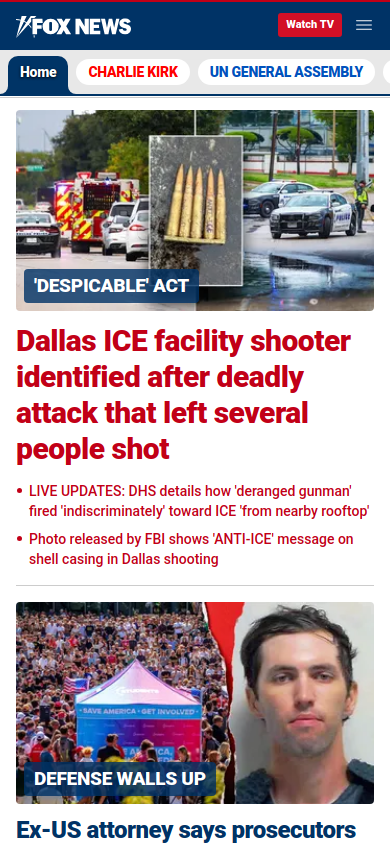 FOX NEWS
Watch TV
Home
CHARLIE KIRK
UN GENERAL ASSEMBLY
'DESPICABLE' ACT
Dallas ICE facility shooter
identified after deadly
attack that left several
people shot
• LIVE UPDATES: DHS details how 'deranged gunman'
fired 'indiscriminately' toward ICE 'from nearby rooftop'
• Photo released by FBI shows 'ANTI-ICE' message on
shell casing in Dallas shooting
SAVE AMERICA • GET INVOLVED
DEFENSE WALLS UP
Ex-US attorney says prosecutors